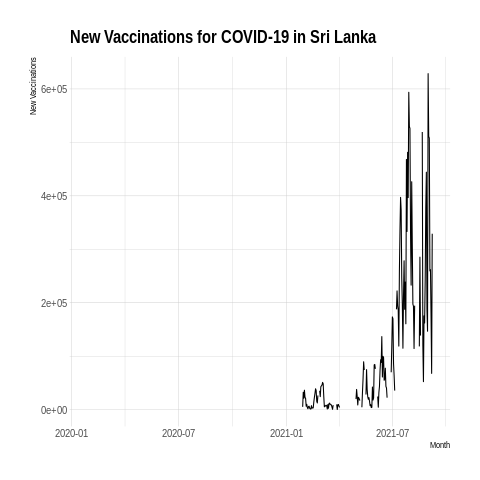 New Vaccinations for COVID-19 in Sri Lanka
New Vaccinations
6e+05
4e+05
2e+05
0e+00
2020-01 2020-07 2021-01 2021-07
Month